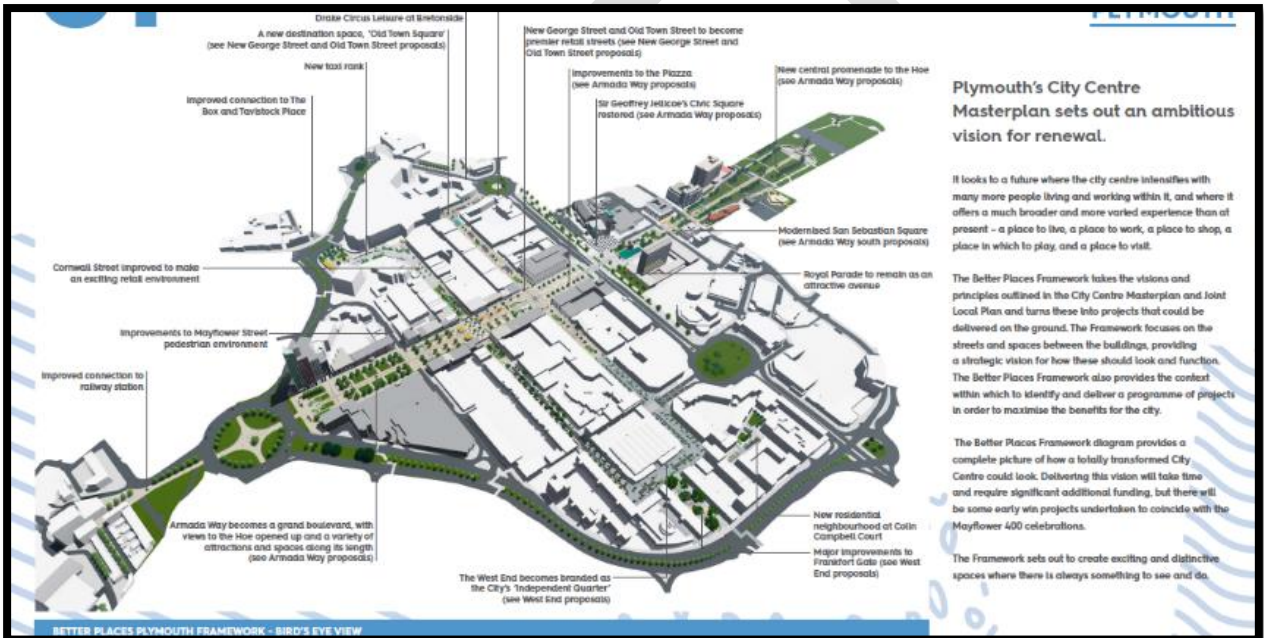 PLYMOUTH
Drake Circus Leisure at Bretonside
A new destination space, 'Old Town Square'
(see New George Street and Old Town Street proposals)
New taxi rank
Improved connection to The
Box and Tavistock Place
New George Street and Old Town Street to become
premier retail streets (see New George Street and
Old Town Street proposals)
Improvements to the Piazza
(see Armada Way proposals)
Sir Geoffrey Jellicoe's Civic Square
restored (see Armada Way proposals)
New central promenade to the Hoe
(see Armada Way proposals)
Modernised San Sebastian Square
(see Armada Way south proposals)
Royal Parade to remain as an
attractive avenue
Cornwall Street improved to make
an exciting retail environment
Improvements to Mayflower Street
pedestrian environment
Improved connection to
railway station
Armada Way becomes a grand boulevard, with
views to the Hoe opened up and a variety of
attractions and spaces along its length
(see Armada Way proposals)
The West End becomes branded as
the City's 'Independent Quarter'
(see West End proposals)
New residential
neighbourhood at Colin
Campbell Court
Major improvements to
Frankfort Gate (see West
End proposals)
BETTER PLACES PLYMOUTH FRAMEWORK - BIRD'S EYE VIEW
Plymouth's City Centre
Masterplan sets out an ambitious
vision for renewal.
It looks to a future where the city centre intensifies with
many more people living and working within it, and where it
offers a much broader and more varied experience than at
present – a place to live, a place to work, a place to shop, a
place in which to play, and a place to visit.
The Better Places Framework takes the visions and
principles outlined in the City Centre Masterplan and Joint
Local Plan and turns these into projects that could be
delivered on the ground. The Framework focuses on the
streets and spaces between the buildings, providing
a strategic vision for how these should look and function.
The Better Places Framework also provides the context
within which to identify and deliver a programme of projects
in order to maximise the benefits for the city.
The Better Places Framework diagram provides a
complete picture of how a totally transformed City
Centre could look. Delivering this vision will take time
and require significant additional funding, but there will
be some early win projects undertaken to coincide with the
Mayflower 400 celebrations.
The Framework sets out to create exciting and distinctive
spaces where there is always something to see and do.